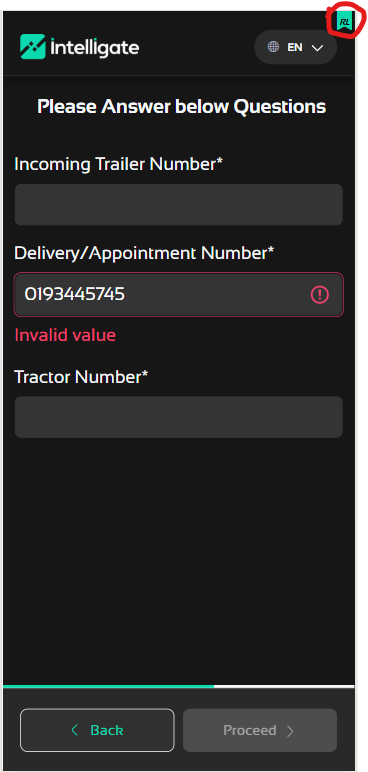 RL
intelligate
EN
Please Answer below Questions
Incoming Trailer Number*
Delivery/Appointment Number*
0193445745
Invalid value
Tractor Number*
Back
Proceed